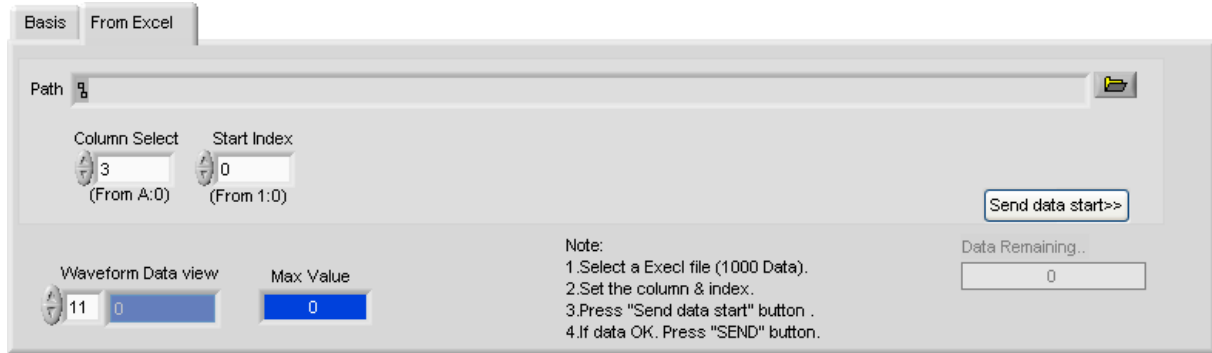 Basis From Excel
Path
Column Select Start Index
3 0
(From A:0) (From 1:0)
Send data start>>
Waveform Data view Max Value
11 0 0
Note:
1.Select a Execl file (1000 Data).
2.Set the column & index.
3.Press "Send data start" button .
4.If data OK. Press "SEND" button.
Data Remaining..
0